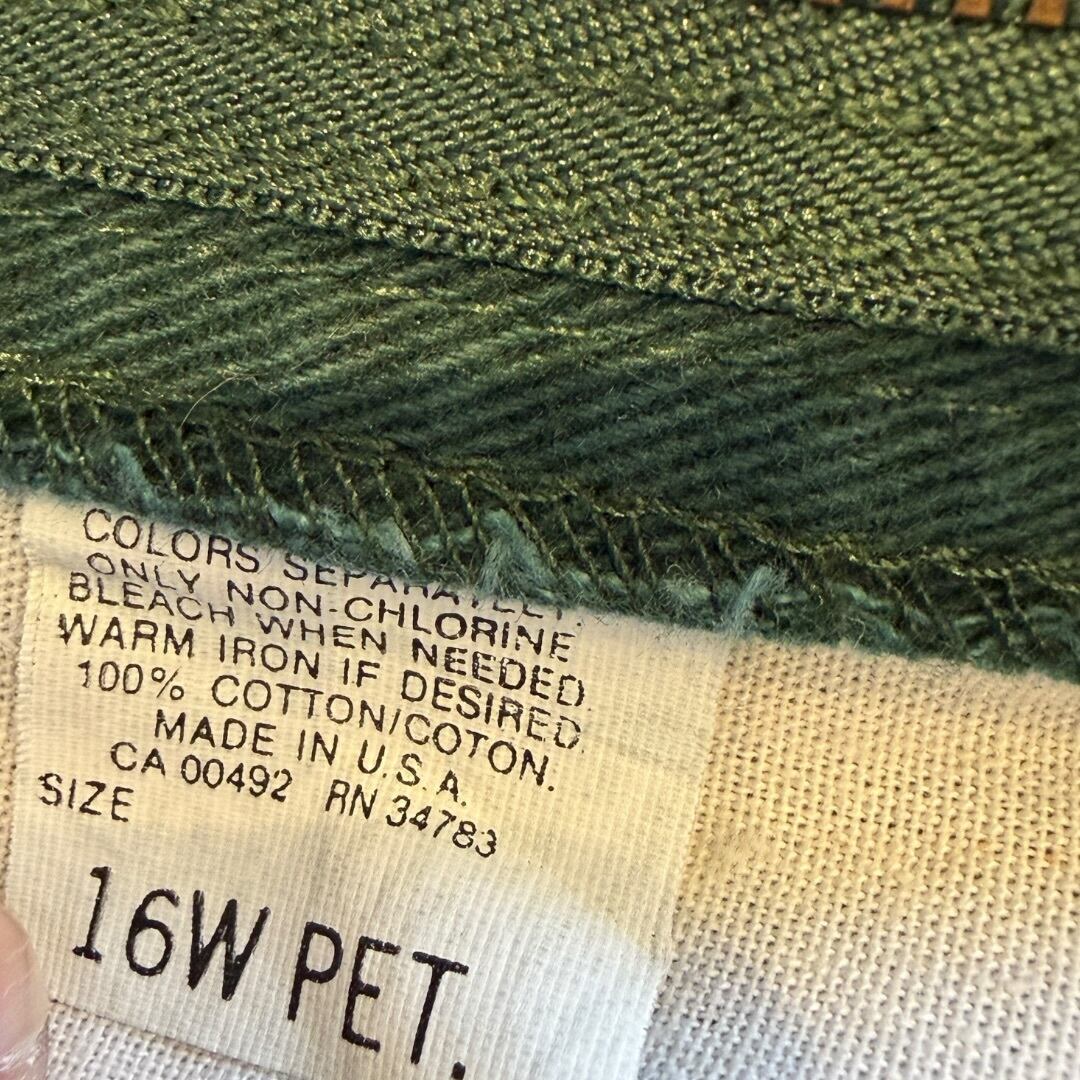 COLORS SEPARATELY.
ONLY NON-CHLORINE
BLEACH WHEN NEEDED.
WARM IRON IF DESIRED.
100% COTTON/COTON.
MADE IN U.S.A.
CA 00492 RN 34783
SIZE
16W PET.